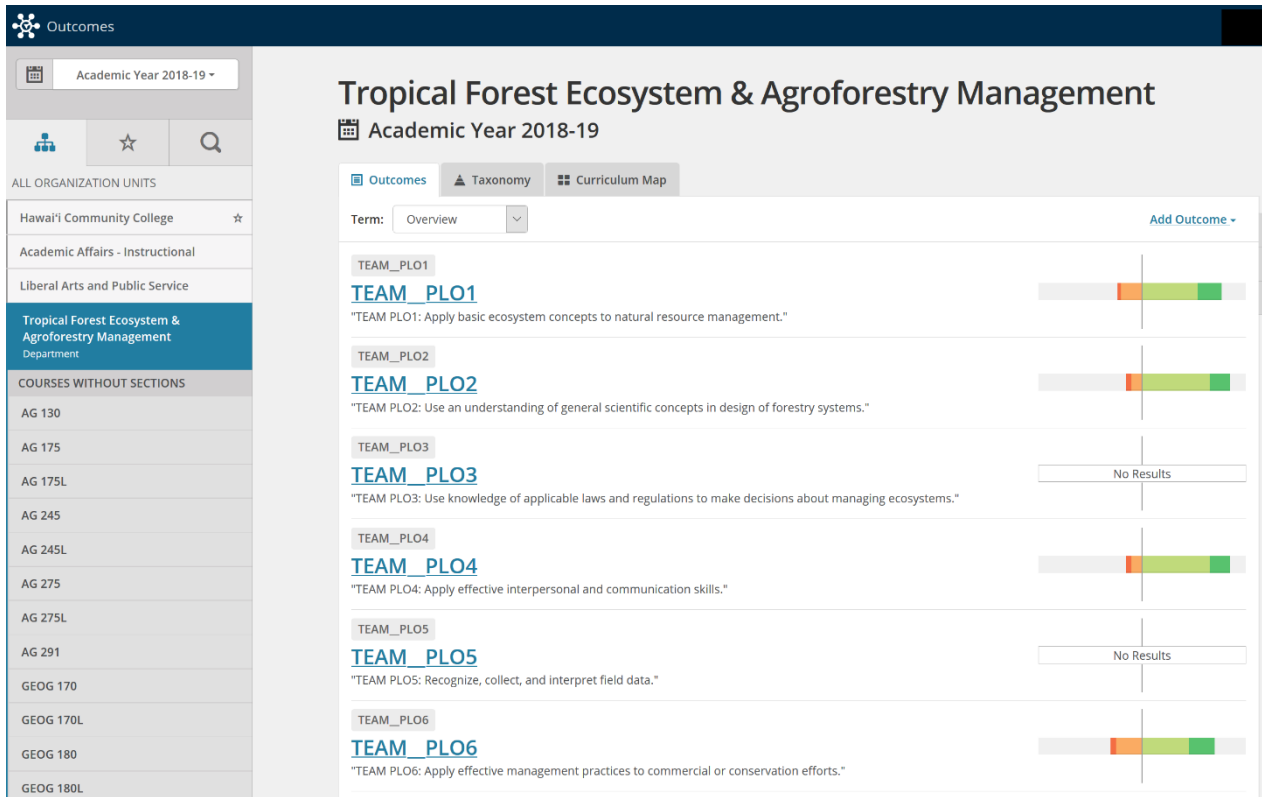 Outcomes
Academic Year 2018-19
ALL ORGANIZATION UNITS
Hawaiʻi Community College
Academic Affairs - Instructional
Liberal Arts and Public Service
Tropical Forest Ecosystem &
Agroforestry Management
Department
COURSES WITHOUT SECTIONS
AG 130
AG 175
AG 175L
AG 245
AG 245L
AG 275
AG 275L
AG 291
GEOG 170
GEOG 170L
GEOG 180
GEOG 180L
Tropical Forest Ecosystem & Agroforestry Management
Academic Year 2018-19
Outcomes Taxonomy Curriculum Map
Term: Overview Add Outcome
TEAM__PLO1
TEAM__PLO1
"TEAM PLO1: Apply basic ecosystem concepts to natural resource management."
TEAM__PLO2
TEAM__PLO2
"TEAM PLO2: Use an understanding of general scientific concepts in design of forestry systems."
TEAM__PLO3
TEAM__PLO3
No Results
"TEAM PLO3: Use knowledge of applicable laws and regulations to make decisions about managing ecosystems."
TEAM__PLO4
TEAM__PLO4
"TEAM PLO4: Apply effective interpersonal and communication skills."
TEAM__PLO5
TEAM__PLO5
No Results
"TEAM PLO5: Recognize, collect, and interpret field data."
TEAM__PLO6
TEAM__PLO6
"TEAM PLO6: Apply effective management practices to commercial or conservation efforts."